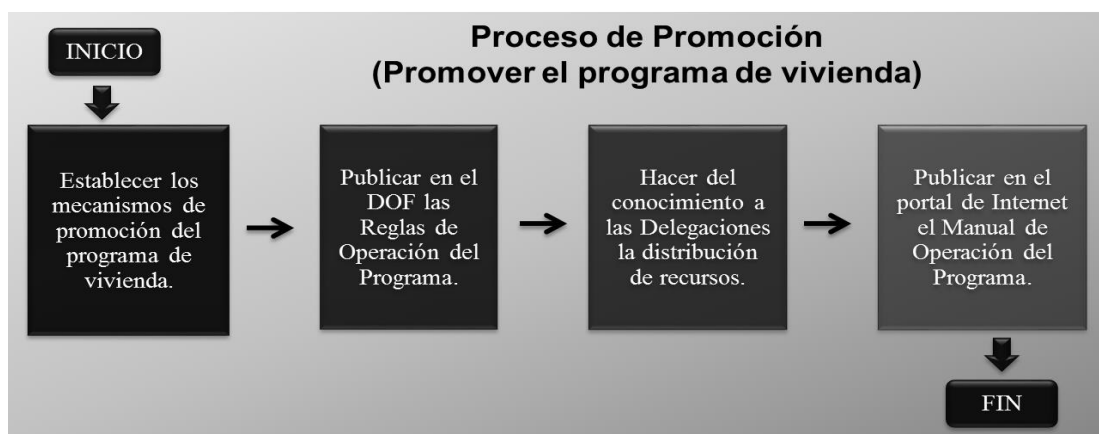 INICIO
Proceso de Promoción
(Promover el programa de vivienda)
Establecer los
mecanismos de
promoción del
programa de
vivienda.
Publicar en el
DOF las
Reglas de
Operación del
Programa.
Hacer del
conocimiento a
las Delegaciones
la distribución
de recursos.
Publicar en el
portal de Internet
el Manual de
Operación del
Programa.
FIN